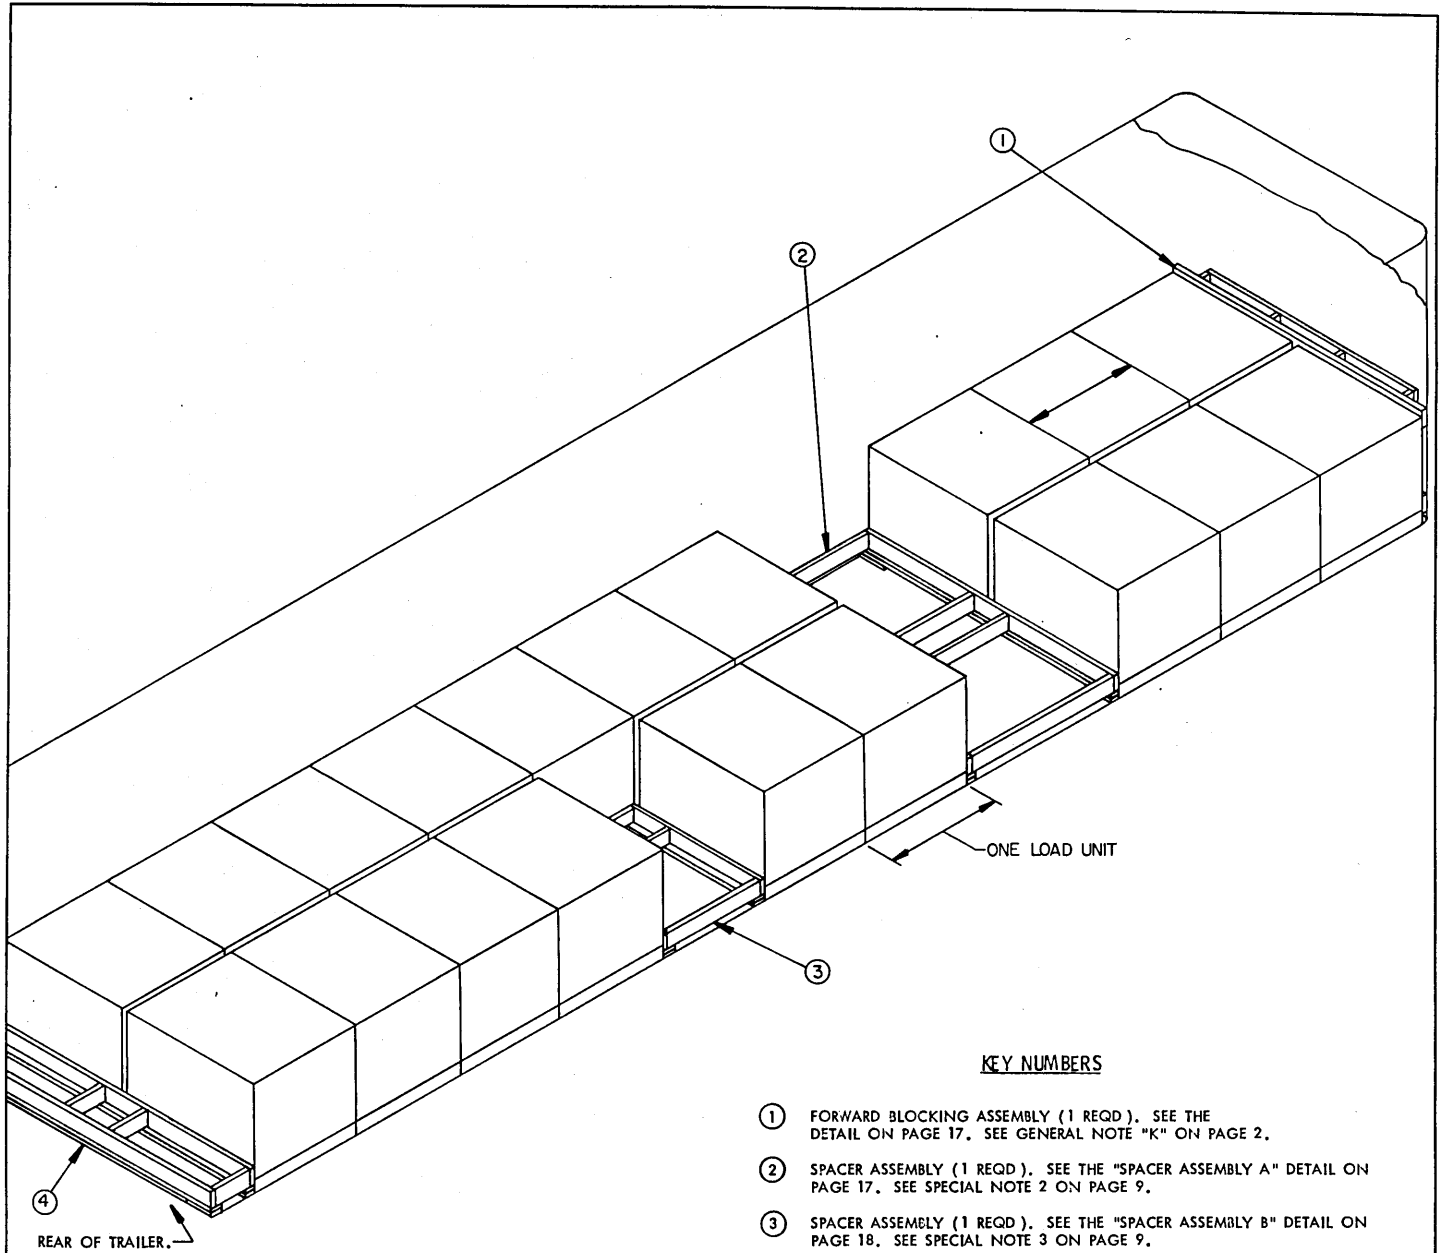 1
2
ONE LOAD UNIT
3
4
REAR OF TRAILER.
KEY NUMBERS
1 FORWARD BLOCKING ASSEMBLY (1 REQD). SEE THE
DETAIL ON PAGE 17. SEE GENERAL NOTE "K" ON PAGE 2.
2 SPACER ASSEMBLY (1 REQD). SEE THE "SPACER ASSEMBLY A" DETAIL ON
PAGE 17. SEE SPECIAL NOTE 2 ON PAGE 9.
3 SPACER ASSEMBLY (1 REQD). SEE THE "SPACER ASSEMBLY B" DETAIL ON
PAGE 18. SEE SPECIAL NOTE 3 ON PAGE 9.